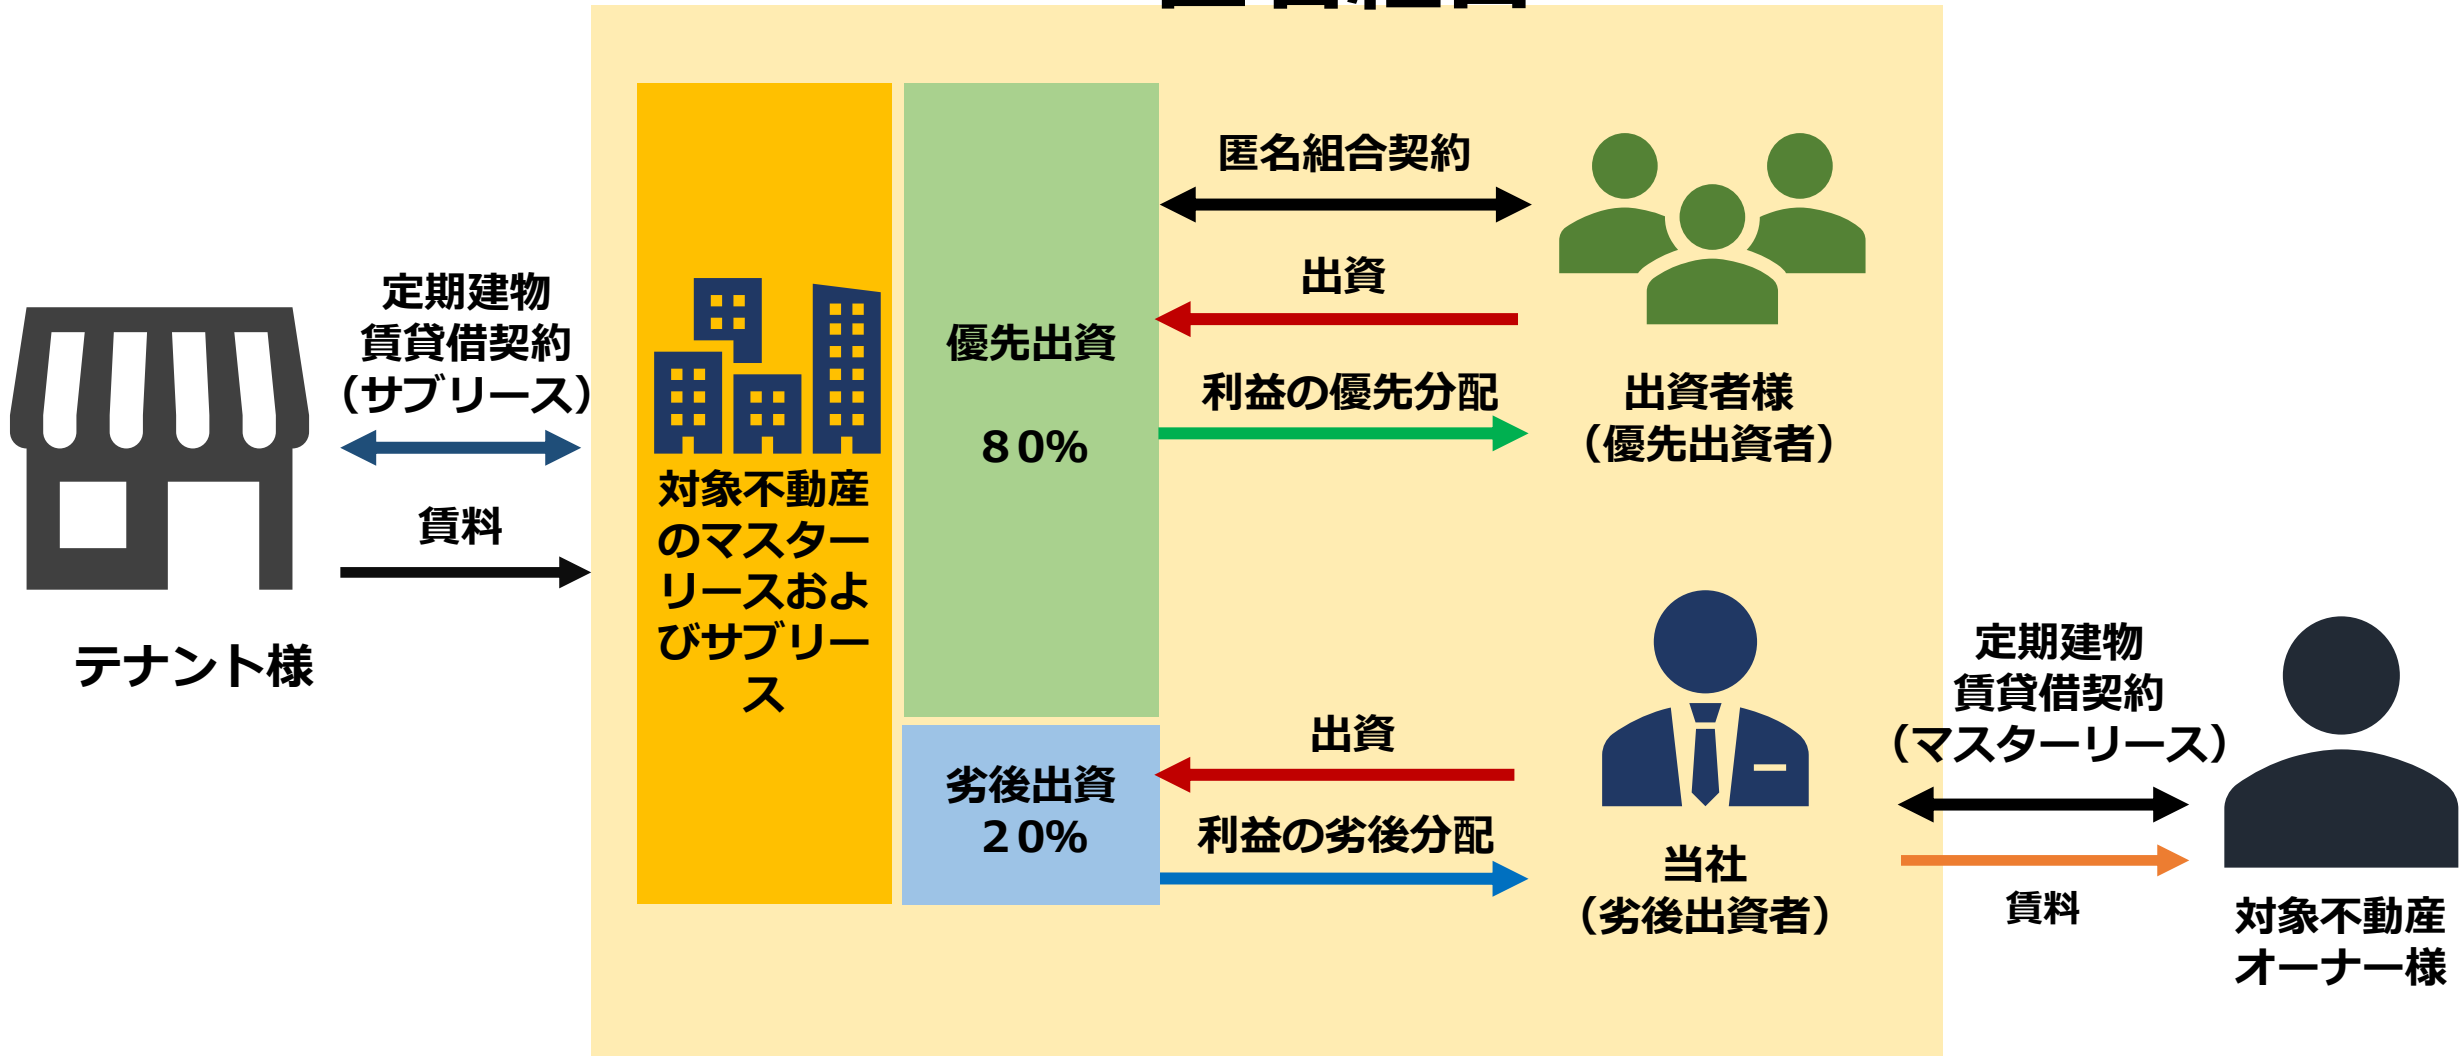 定期建物
賃貸借契約
（サブリース）
賃料
テナント様
対象不動産
のマスター
リースおよ
びサブリー
ス
優先出資
８0%
劣後出資
２0%
匿名組合契約
出資
利益の優先分配
出資者様
（優先出資者）
出資
利益の劣後分配
当社
（劣後出資者）
定期建物
賃貸借契約
（マスターリース）
賃料
対象不動産
オーナー様